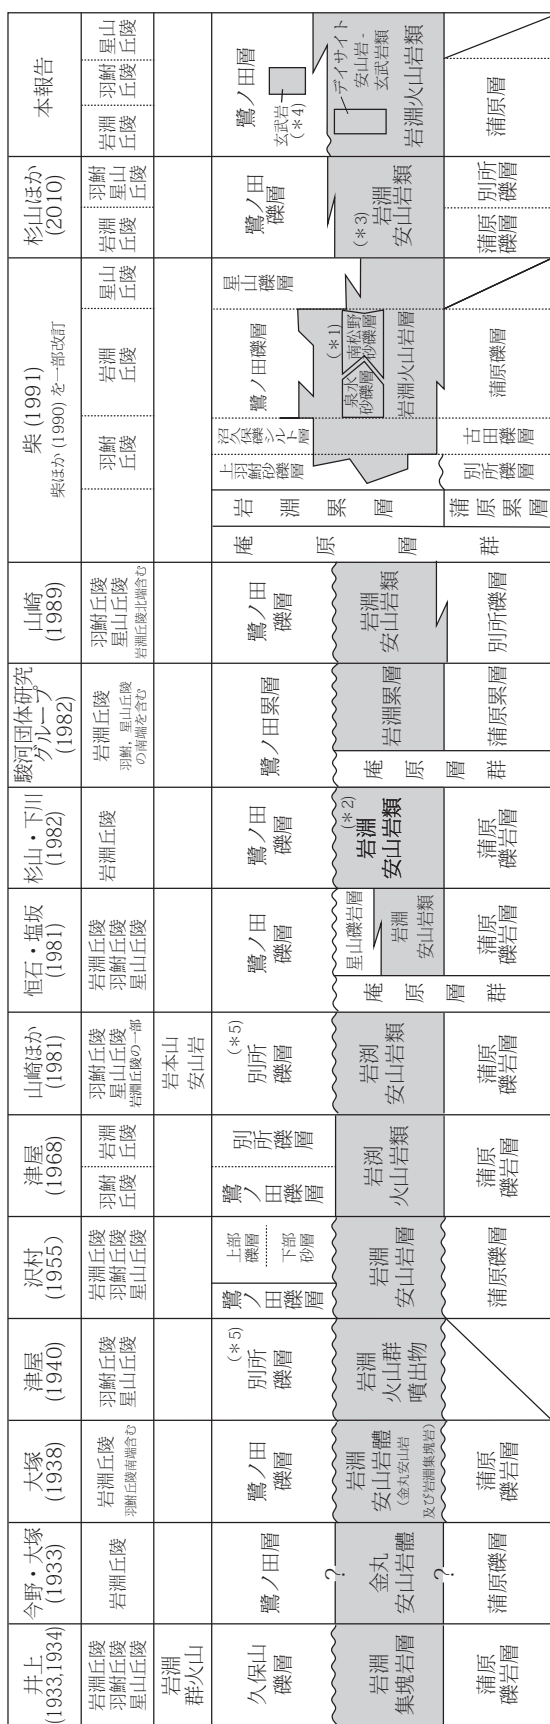 井上
(1933,1934)
岩淵丘陵
羽鮒丘陵
星山丘陵
岩淵
群火山
久保山
礫層
岩淵
集塊岩層
蒲原
礫岩層
今野・大塚
(1933)
岩淵丘陵
鷺ノ田層
?
金丸
安山岩體
?
蒲原礫層
大塚
(1938)
岩淵丘陵
羽鮒丘陵南端含む
鷺ノ田
礫層
岩淵
安山岩體
(金丸安山岩
及び岩淵集塊岩)
蒲原
礫岩層
津屋
(1940)
羽鮒丘陵
星山丘陵
(*5)
別所
礫層
岩淵
火山群
噴出物
沢村
(1955)
岩淵丘陵
羽鮒丘陵
星山丘陵
鷺ノ田礫層
上部
礫層
下部
砂層
岩淵
安山岩層
蒲原礫層
津屋
(1968)
羽鮒
丘陵
岩淵
丘陵
鷺ノ田礫層
別所
礫層
岩渕
火山岩類
蒲原
礫岩層
山崎ほか
(1981)
羽鮒丘陵
星山丘陵
岩淵丘陵の一部
岩本山
安山岩
(*5)
別所
礫層
岩渕
安山岩類
蒲原
礫岩層
恒石・塩坂
(1981)
岩淵丘陵
羽鮒丘陵
星山丘陵
鷺ノ田
礫層
星山礫岩層
岩淵
安山岩類
蒲原
礫岩層
庵原層群
杉山・下川
(1982)
岩淵丘陵
鷺ノ田
礫層
(*2)
岩淵
安山岩類
蒲原
礫岩層
駿河団体研究
グループ
(1982)
岩淵丘陵
羽鮒,星山丘陵
の南端を含む
鷺ノ田累層
岩淵累層
蒲原累層
庵原層群
山崎
(1989)
羽鮒丘陵
星山丘陵
岩淵丘陵北端含む
鷺ノ田
礫層
岩淵
安山岩類
別所礫層
柴 (1991)
柴ほか (1990) を一部改訂
羽鮒
丘陵
岩淵
丘陵
星山
丘陵
庵原層群
岩淵累層
蒲原累層
上羽鮒
砂礫層
沼久保礫シルト層
鷺ノ田礫層
星山礫層
(*1)
泉水
砂礫層
南松野
砂礫層
岩淵火山岩層
別所
礫層
古田礫層
蒲原礫層
杉山ほか
(2010)
岩淵
丘陵
羽鮒
星山
丘陵
鷺ノ田
礫層
(*3)
岩淵
安山岩類
蒲原
礫層
別所
礫層
本報告
岩淵
丘陵
羽鮒
丘陵
星山
丘陵
鷺ノ田層
玄武岩
(*4)
デイサイト
安山岩-
玄武岩類
岩淵火山岩類
蒲原層